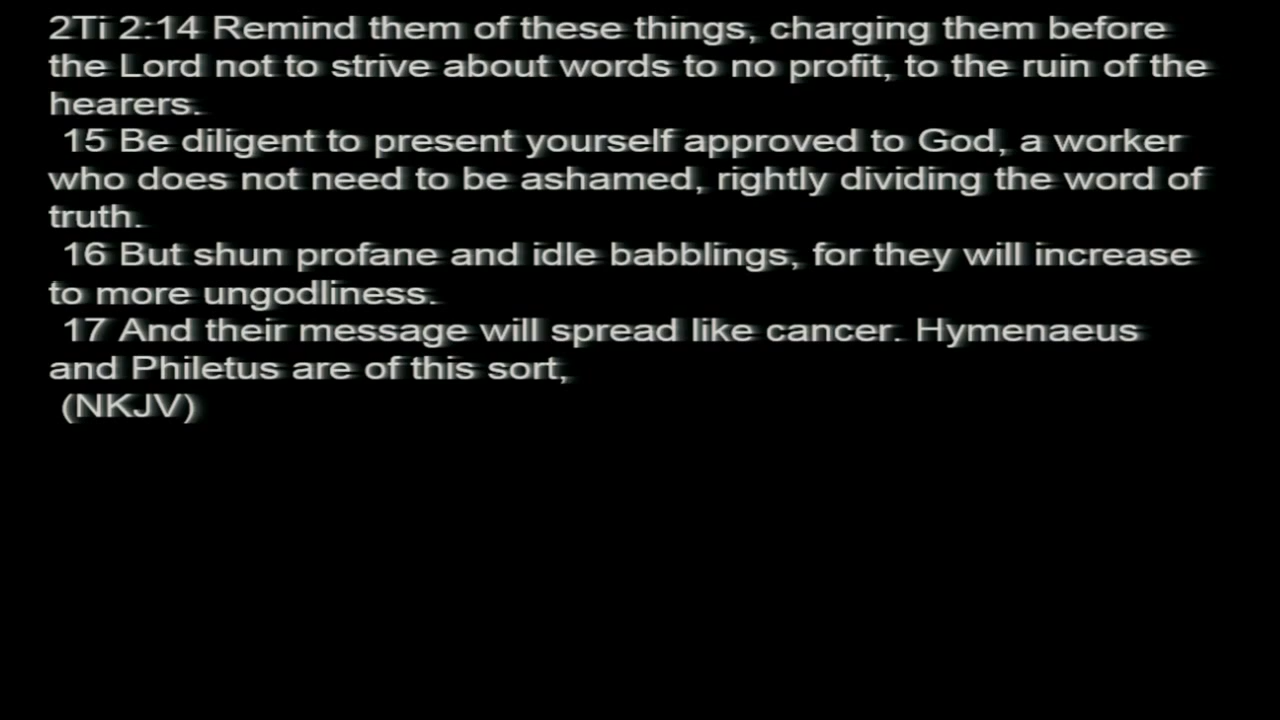 2Ti 2:14 Remind them of these things, charging them before
the Lord not to strive about words to no profit, to the ruin of the
hearers.
15 Be diligent to present yourself approved to God, a worker
who does not need to be ashamed, rightly dividing the word of
truth.
16 But shun profane and idle babblings, for they will increase
to more ungodliness.
17 And their message will spread like cancer. Hymenaeus
and Philetus are of this sort,
(NKJV)